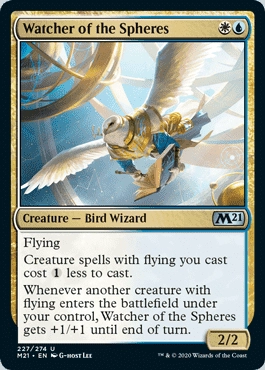 Watcher of the Spheres
Creature — Bird Wizard M21
Flying
Creature spells with flying you cast
cost 1 less to cast.
Whenever another creature with
flying enters the battlefield under
your control, Watcher of the Spheres
gets +1/+1 until end of turn.
2/2
227/274 U
M21 • EN G-host Lee ™ & © 2020 Wizards of the Coast